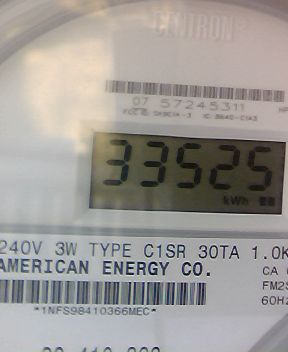 CENTRON
07 57245311
33525
kWh
240V 3W TYPE C1SR 30TA 1.0K
AMERICAN ENERGY CO.
CA
FM2S
60HZ
*1NFS98410366MEC*